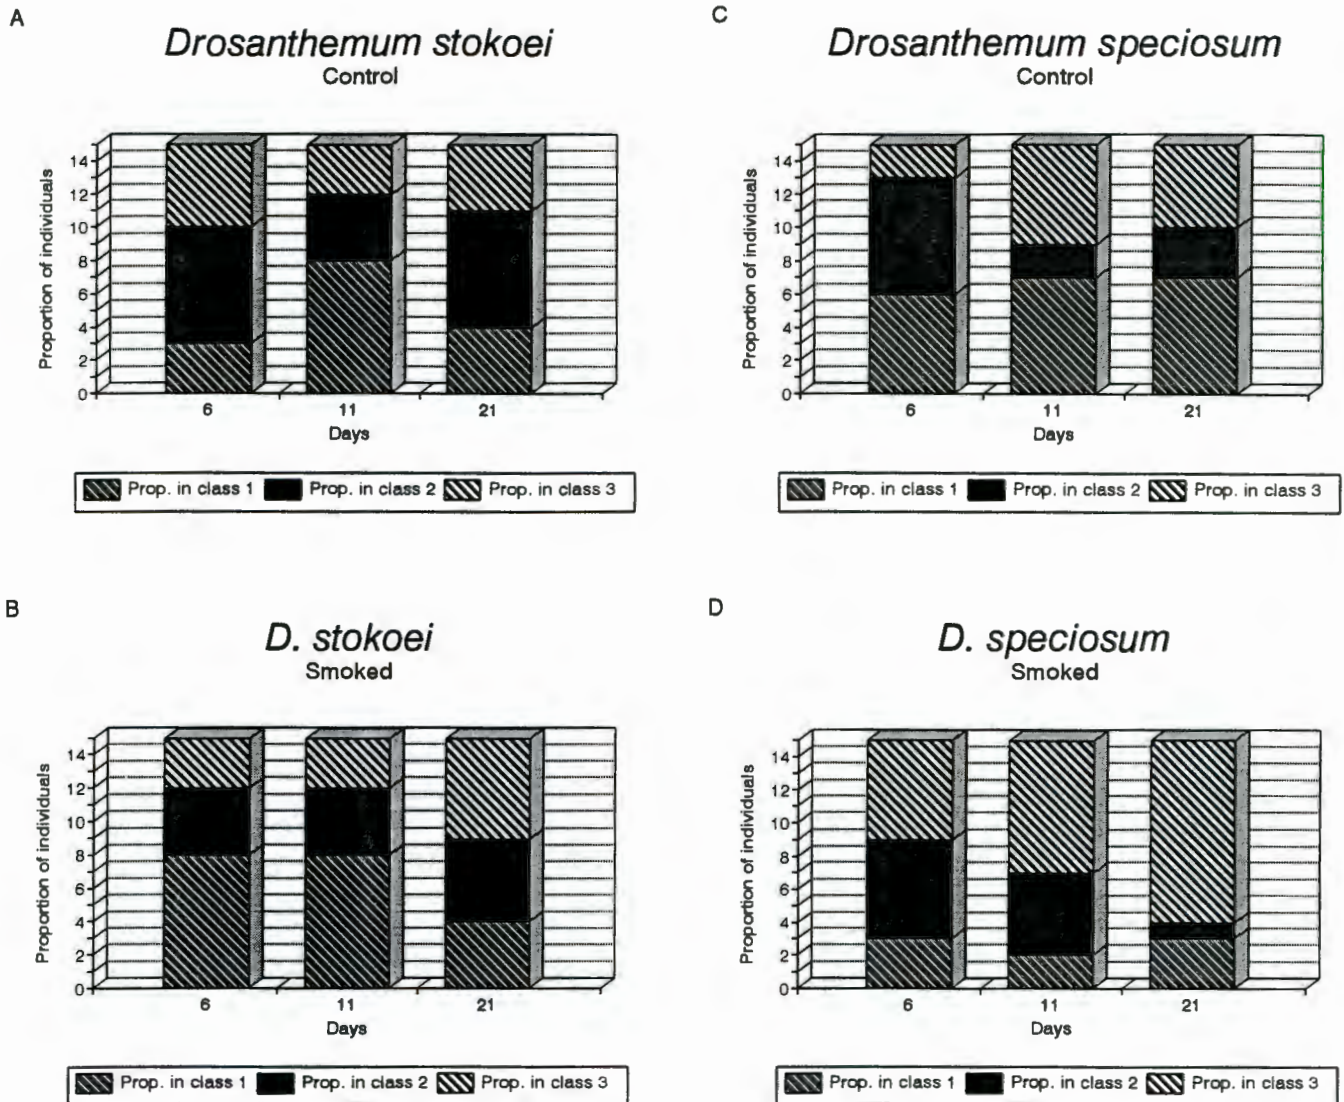 A
Drosanthemum stokoei
Control
Proportion of individuals
14
12
10
8
6
4
2
0
6 11 21
Days
Prop. in class 1 Prop. in class 2 Prop. in class 3
C
Drosanthemum speciosum
Control
Proportion of individuals
14
12
10
8
6
4
2
0
6 11 21
Days
Prop. in class 1 Prop. in class 2 Prop. in class 3
B
D. stokoei
Smoked
Proportion of individuals
14
12
10
8
6
4
2
0
6 11 21
Days
Prop. in class 1 Prop. in class 2 Prop. in class 3
D
D. speciosum
Smoked
Proportion of individuals
14
12
10
8
6
4
2
0
6 11 21
Days
Prop. in class 1 Prop. in class 2 Prop. in class 3